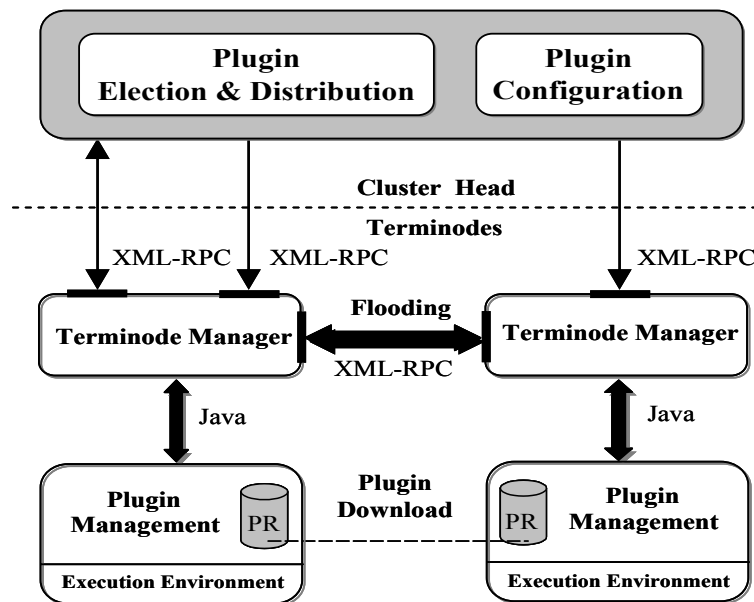 Plugin
Election & Distribution
Plugin
Configuration
Cluster Head
Terminodes
XML-RPC
XML-RPC
XML-RPC
Terminode Manager
Flooding
XML-RPC
Terminode Manager
Java
Java
Plugin
Management
PR
Plugin
Download
PR
Plugin
Management
Execution Environment
Execution Environment